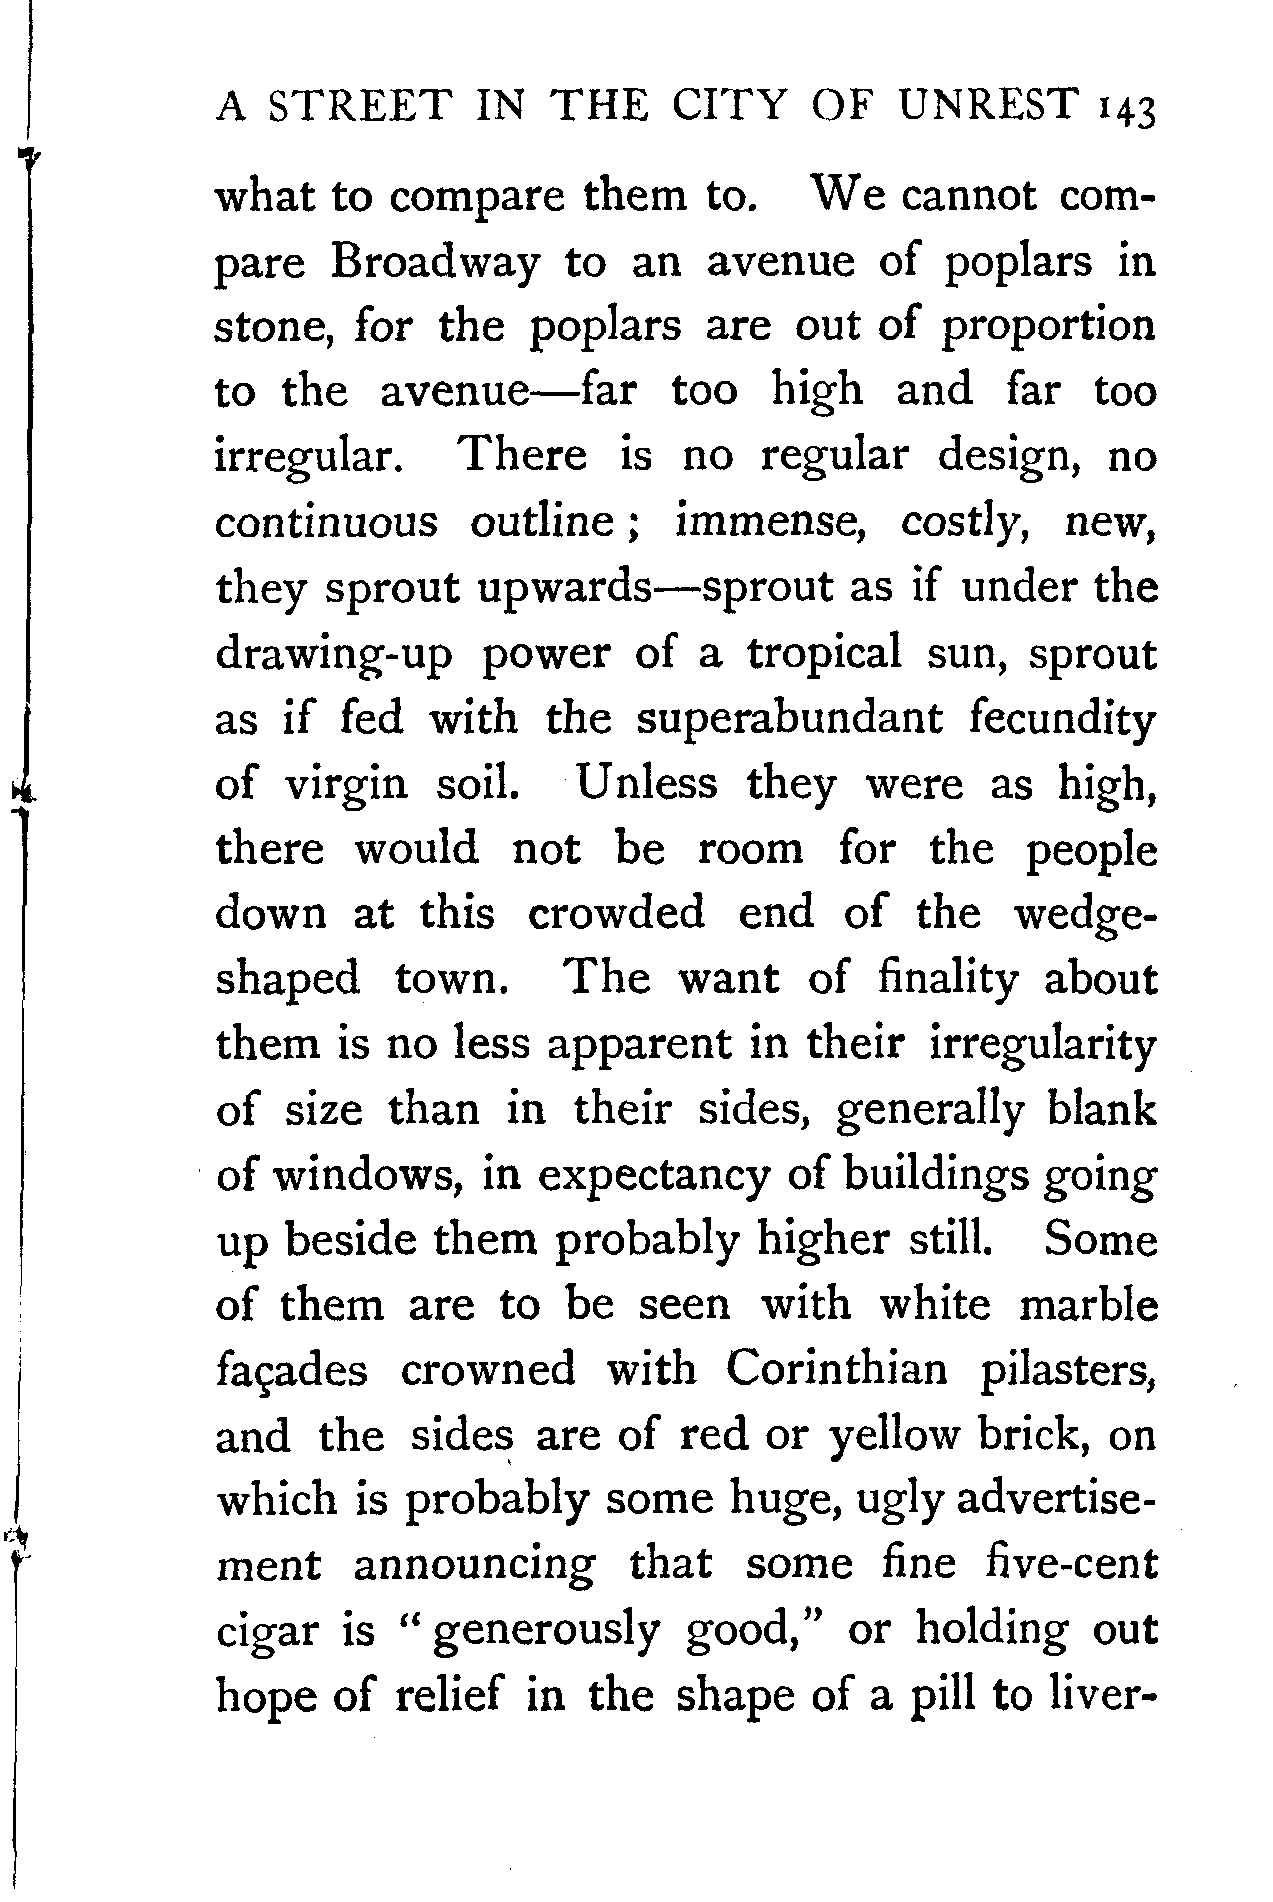 A STREET IN THE CITY OF UNREST 143
what to compare them to. We cannot com-
pare Broadway to an avenue of poplars in
stone, for the poplars are out of proportion
to the avenue—far too high and far too
irregular. There is no regular design, no
continuous outline ; immense, costly, new,
they sprout upwards—sprout as if under the
drawing-up power of a tropical sun, sprout
as if fed with the superabundant fecundity
of virgin soil. Unless they were as high,
there would not be room for the people
down at this crowded end of the wedge-
shaped town. The want of finality about
them is no less apparent in their irregularity
of size than in their sides, generally blank
of windows, in expectancy of buildings going
up beside them probably higher still. Some
of them are to be seen with white marble
façades crowned with Corinthian pilasters,
and the sides are of red or yellow brick, on
which is probably some huge, ugly advertise-
ment announcing that some fine five-cent
cigar is “ generously good,” or holding out
hope of relief in the shape of a pill to liver-